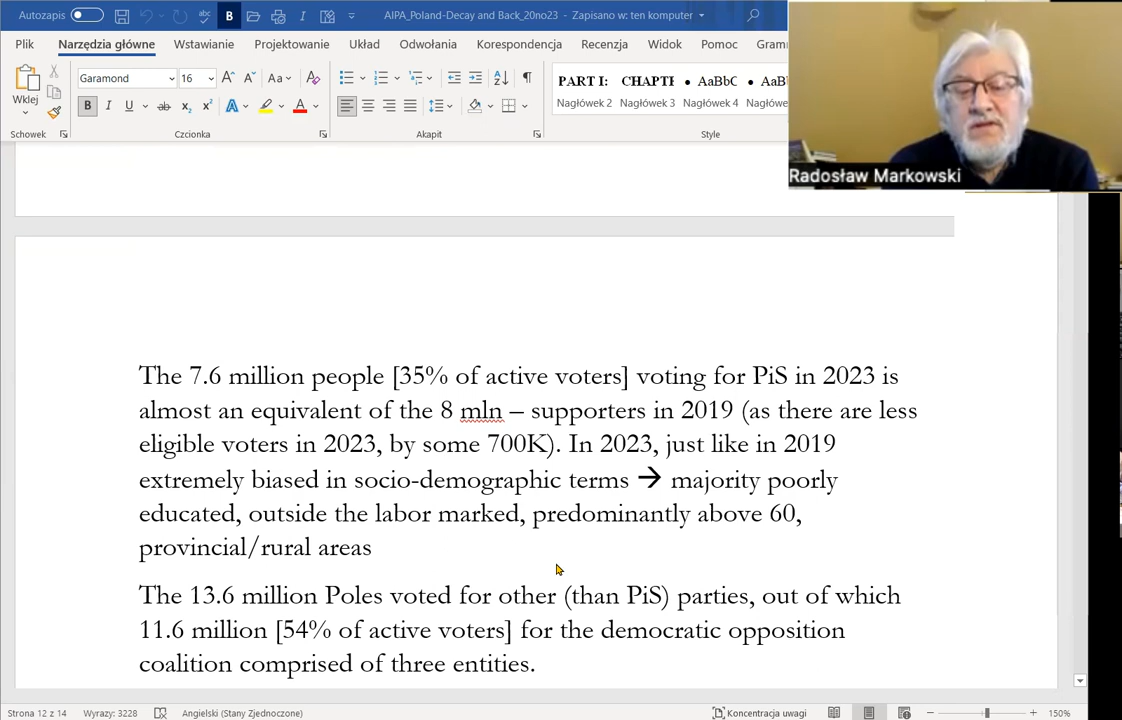 Autozapis
B
AIPA_Poland-Decay and Back_20no23 - Zapisano w: ten komputer
Plik Narzędzia główne Wstawianie Projektowanie Układ Odwołania Korespondencja Recenzja Widok Pomoc Gramr
Wklej
Garamond 16 A A Aa A
B I U ab x₂ x² A A
PART I: CHAPTI AaBbC AaB
Nagłówek 2 Nagłówek 3 Nagłówek 4 Nagłówe
Schowek Czcionka Akapit Style
Radosław Markowski
The 7.6 million people [35% of active voters] voting for PiS in 2023 is
almost an equivalent of the 8 mln – supporters in 2019 (as there are less
eligible voters in 2023, by some 700K). In 2023, just like in 2019
extremely biased in socio-demographic terms → majority poorly
educated, outside the labor marked, predominantly above 60,
provincial/rural areas
The 13.6 million Poles voted for other (than PiS) parties, out of which
11.6 million [54% of active voters] for the democratic opposition
coalition comprised of three entities.
Strona 12 z 14 Wyrazy: 3228 Angielski (Stany Zjednoczone) Koncentracja uwagi 150%